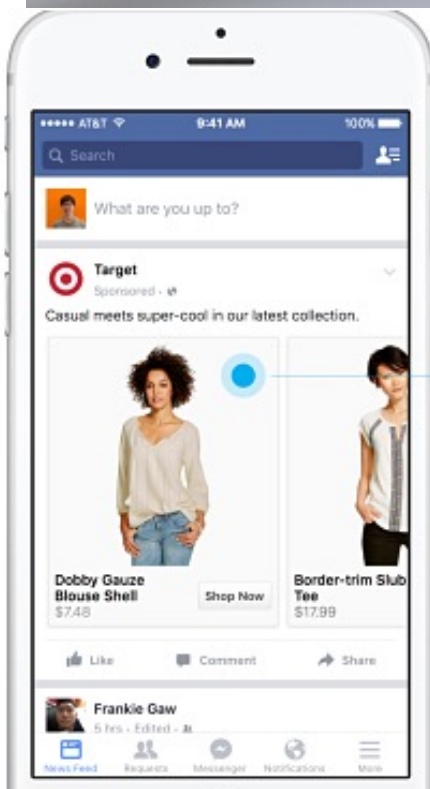 AT&T
9:41 AM
100%
Search
What are you up to?
Target
Sponsored ·
Casual meets super-cool in our latest collection.
Dobby Gauze
Blouse Shell
$7.48
Shop Now
Border-trim Slub
Tee
$17.99
Like
Comment
Share
Frankie Gaw
5 hrs · Edited ·
News Feed
Requests
Messenger
Notifications
More